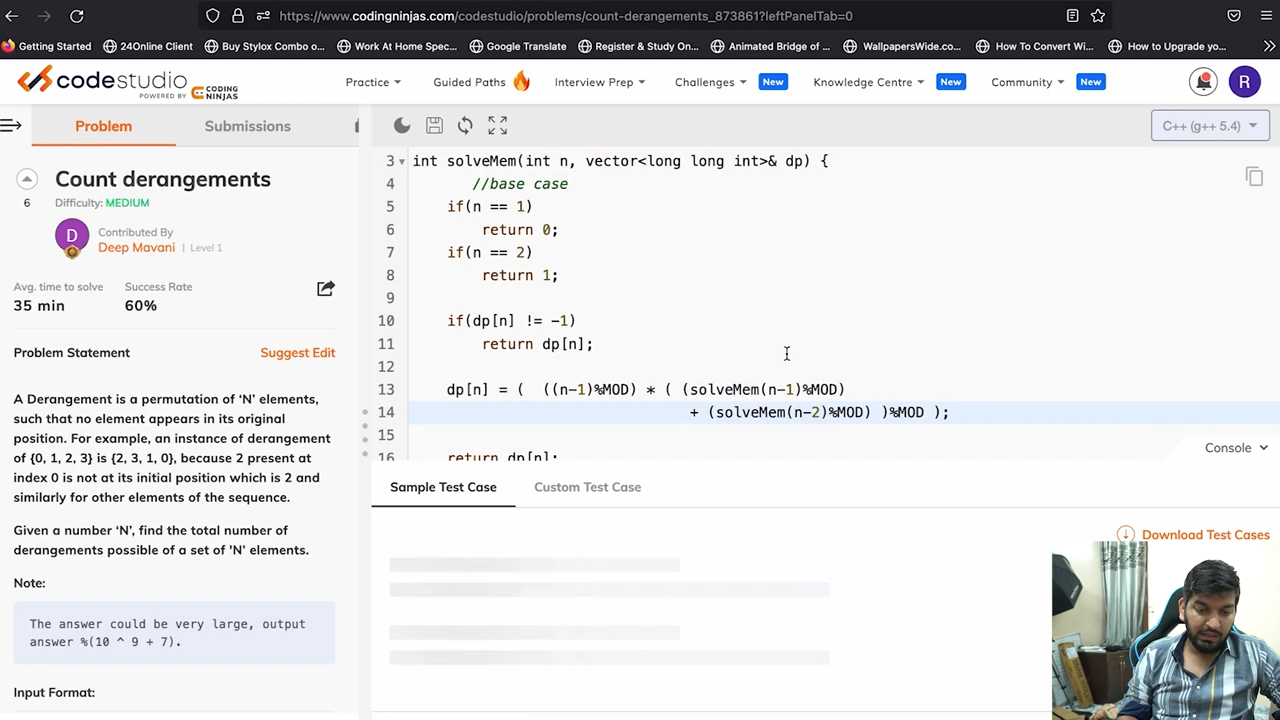 https://www.codingninjas.com/codestudio/problems/count-derangements_873861?leftPanelTab=0
Getting Started
24Online Client
Buy Stylox Combo o...
Work At Home Spec...
Google Translate
Register & Study On...
Animated Bridge of ...
WallpapersWide.co...
How To Convert Wi...
How to Upgrade yo...
codestudio
POWERED BY CODING NINJAS
Practice
Guided Paths
Interview Prep
Challenges
New
Knowledge Centre
New
Community
New
R
Problem
Submissions
C++ (g++ 5.4)
Count derangements
6
Difficulty: MEDIUM
D
Contributed By
Deep Mavani | Level 1
Avg. time to solve
35 min
Success Rate
60%
Problem Statement
Suggest Edit
A Derangement is a permutation of ‘N’ elements,
such that no element appears in its original
position. For example, an instance of derangement
of {0, 1, 2, 3} is {2, 3, 1, 0}, because 2 present at
index 0 is not at its initial position which is 2 and
similarly for other elements of the sequence.
Given a number ‘N’, find the total number of
derangements possible of a set of 'N' elements.
Note:
The answer could be very large, output
answer %(10 ^ 9 + 7).
Input Format:
3 int solveMem(int n, vector<long long int>& dp) {
4 //base case
5 if(n == 1)
6 return 0;
7 if(n == 2)
8 return 1;
9
10 if(dp[n] != -1)
11 return dp[n];
12
13 dp[n] = ( ((n-1)%MOD) * ( (solveMem(n-1)%MOD)
14 + (solveMem(n-2)%MOD) )%MOD );
15
16 return dp[n];
Console
Sample Test Case
Custom Test Case
Download Test Cases